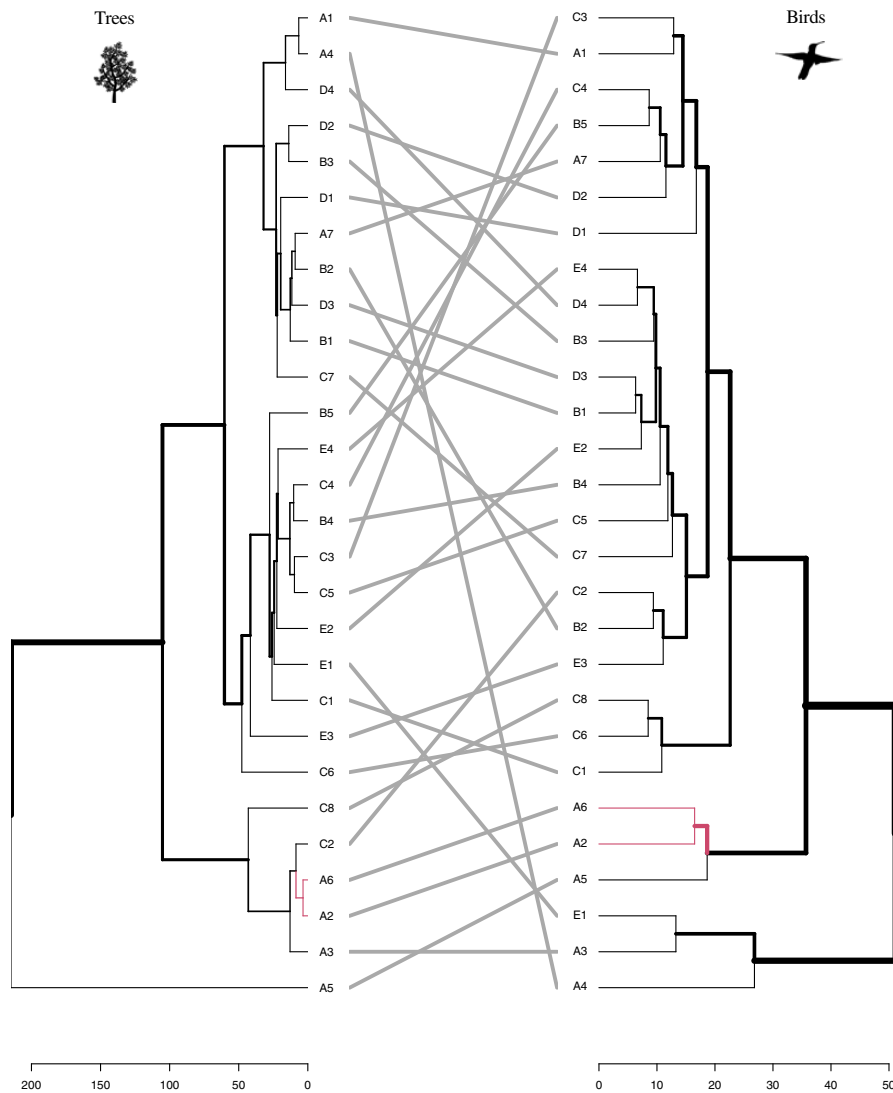 Trees
Birds
A1
A4
D4
D2
B3
D1
A7
B2
D3
B1
C7
B5
E4
C4
B4
C3
C5
E2
E1
C1
E3
C6
C8
C2
A6
A2
A3
A5
C3
A1
C4
B5
A7
D2
D1
E4
D4
B3
D3
B1
E2
B4
C5
C7
C2
B2
E3
C8
C6
C1
A6
A2
A5
E1
A3
A4
200 150 100 50 0
0 10 20 30 40 50